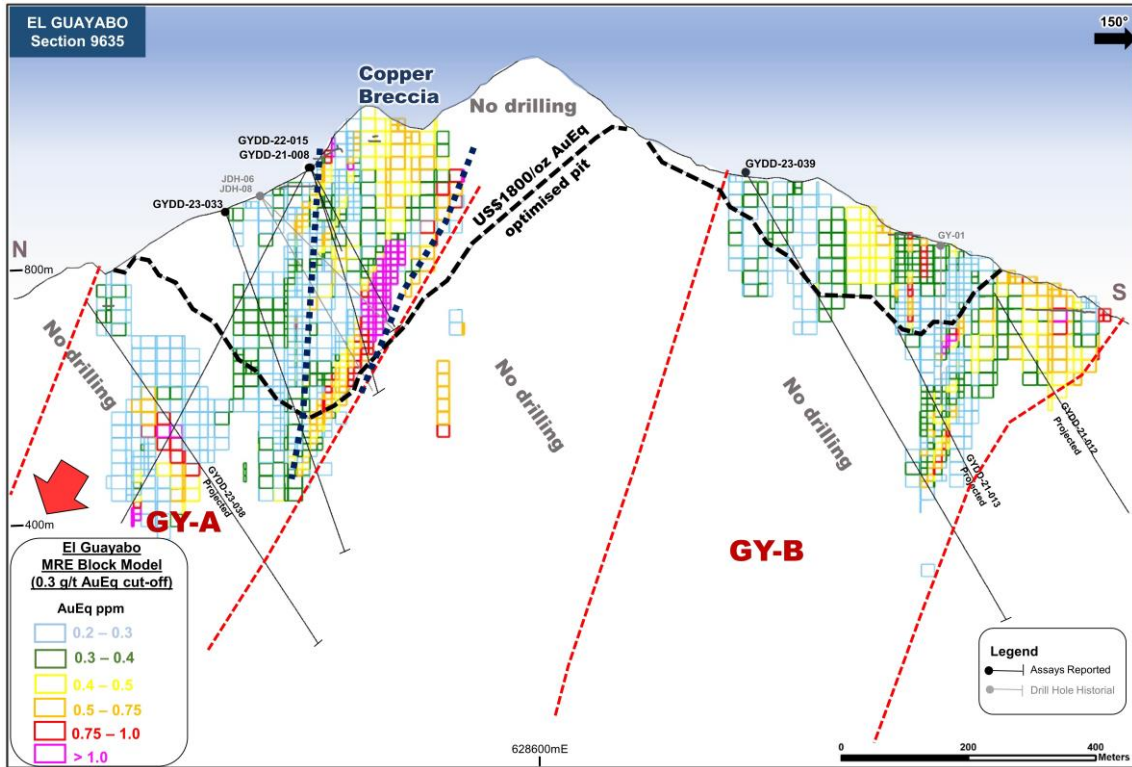 EL GUAYABO
Section 9635
150°
Copper
Breccia
No drilling
GYDD-22-015
GYDD-21-008
US$1800/oz AuEq
optimised pit
GYDD-23-039
JDH-06
JDH-08
GYDD-23-033
GY-01
N
800m
S
No drilling
No drilling
No drilling
GYDD-23-038
Projected
GYDD-21-013
Projected
GYDD-21-012
Projected
400m
GY-A
GY-B
El Guayabo
MRE Block Model
(0.3 g/t AuEq cut-off)
AuEq ppm
0.2 – 0.3
0.3 – 0.4
0.4 – 0.5
0.5 – 0.75
0.75 – 1.0
> 1.0
Legend
Assays Reported
Drill Hole Historial
628600mE
0 200 400
Meters